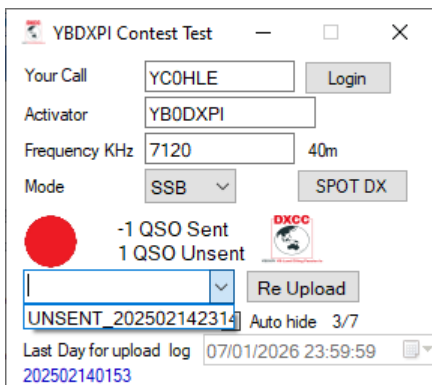 YBDXPI Contest Test
Your Call YC0HLE Login
Activator YB0DXPI
Frequency KHz 7120 40m
Mode SSB SPOT DX
-1 QSO Sent
DXCC
1 QSO Unsent
Re Upload
UNSENT_202502142314 Auto hide 3/7
Last Day for upload log 07/01/2026 23:59:59
202502140153